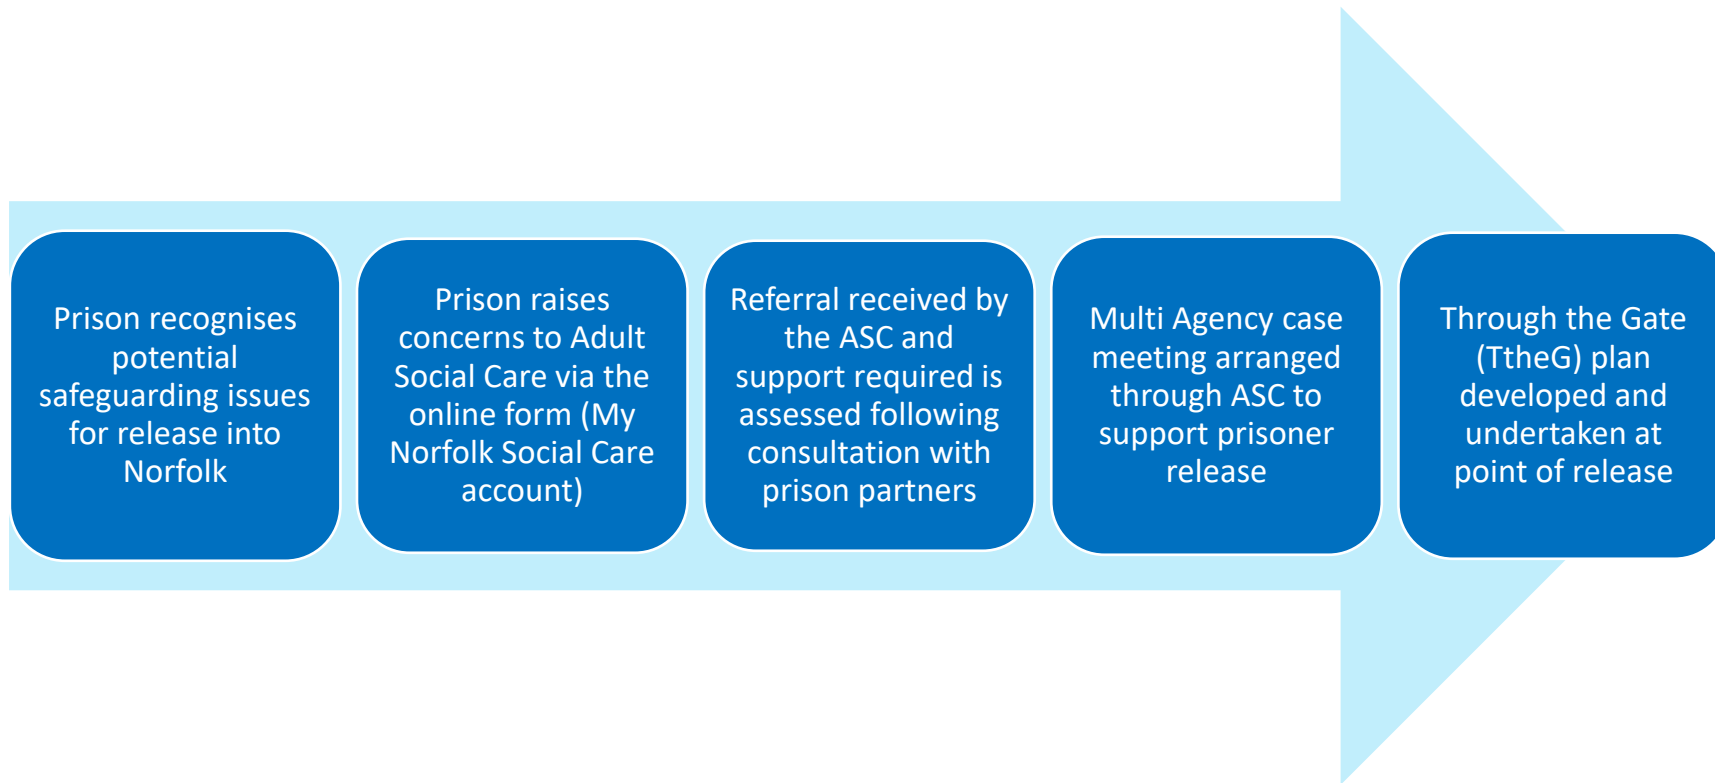 Prison recognises
potential
safeguarding issues
for release into
Norfolk
Prison raises
concerns to Adult
Social Care via the
online form (My
Norfolk Social Care
account)
Referral received by
the ASC and
support required is
assessed following
consultation with
prison partners
Multi Agency case
meeting arranged
through ASC to
support prisoner
release
Through the Gate
(TtheG) plan
developed and
undertaken at
point of release